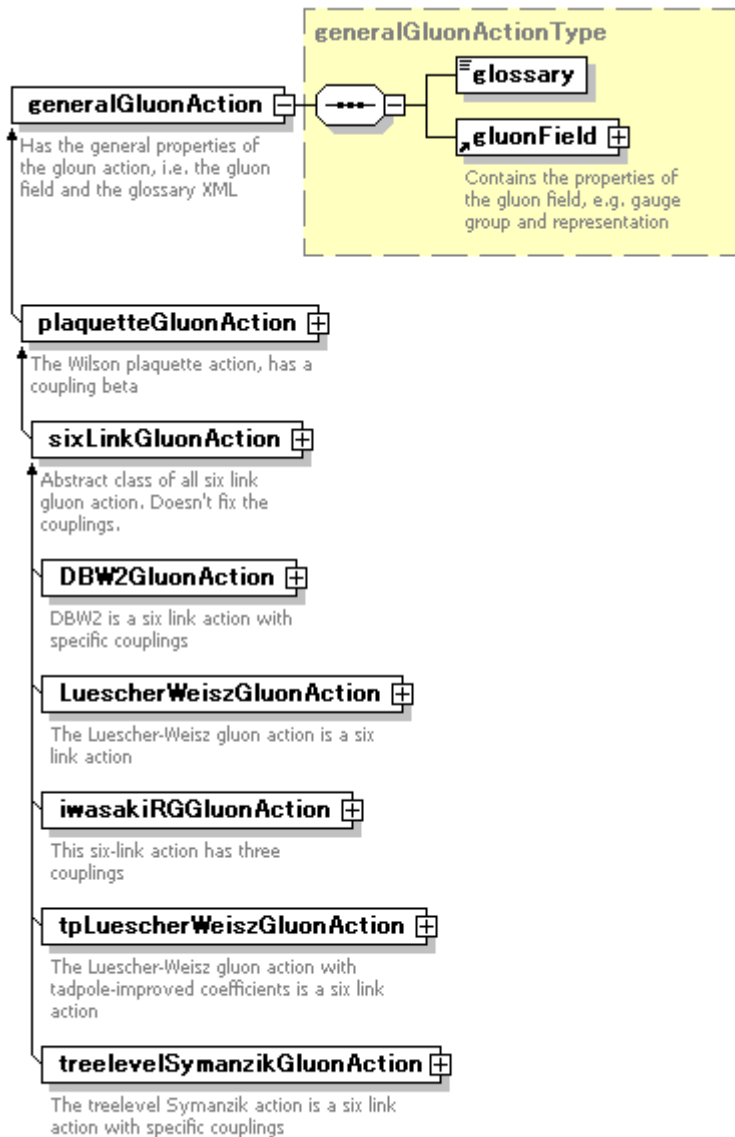 generalGluonActionType
glossary
generalGluonAction
gluonField
Has the general properties of
the gloun action, i.e. the gluon
field and the glossary XML
Contains the properties of
the gluon field, e.g. gauge
group and representation
plaquetteGluonAction
The Wilson plaquette action, has a
coupling beta
sixLinkGluonAction
Abstract class of all six link
gluon action. Doesn't fix the
couplings.
DBW2GluonAction
DBW2 is a six link action with
specific couplings
LuescherWeiszGluonAction
The Luescher-Weisz gluon action is a six
link action
iwasakiRGGluonAction
This six-link action has three
couplings
tpLuescherWeiszGluonAction
The Luescher-Weisz gluon action with
tadpole-improved coefficients is a six link
action
treelevelSymanzikGluonAction
The treelevel Symanzik action is a six link
action with specific couplings